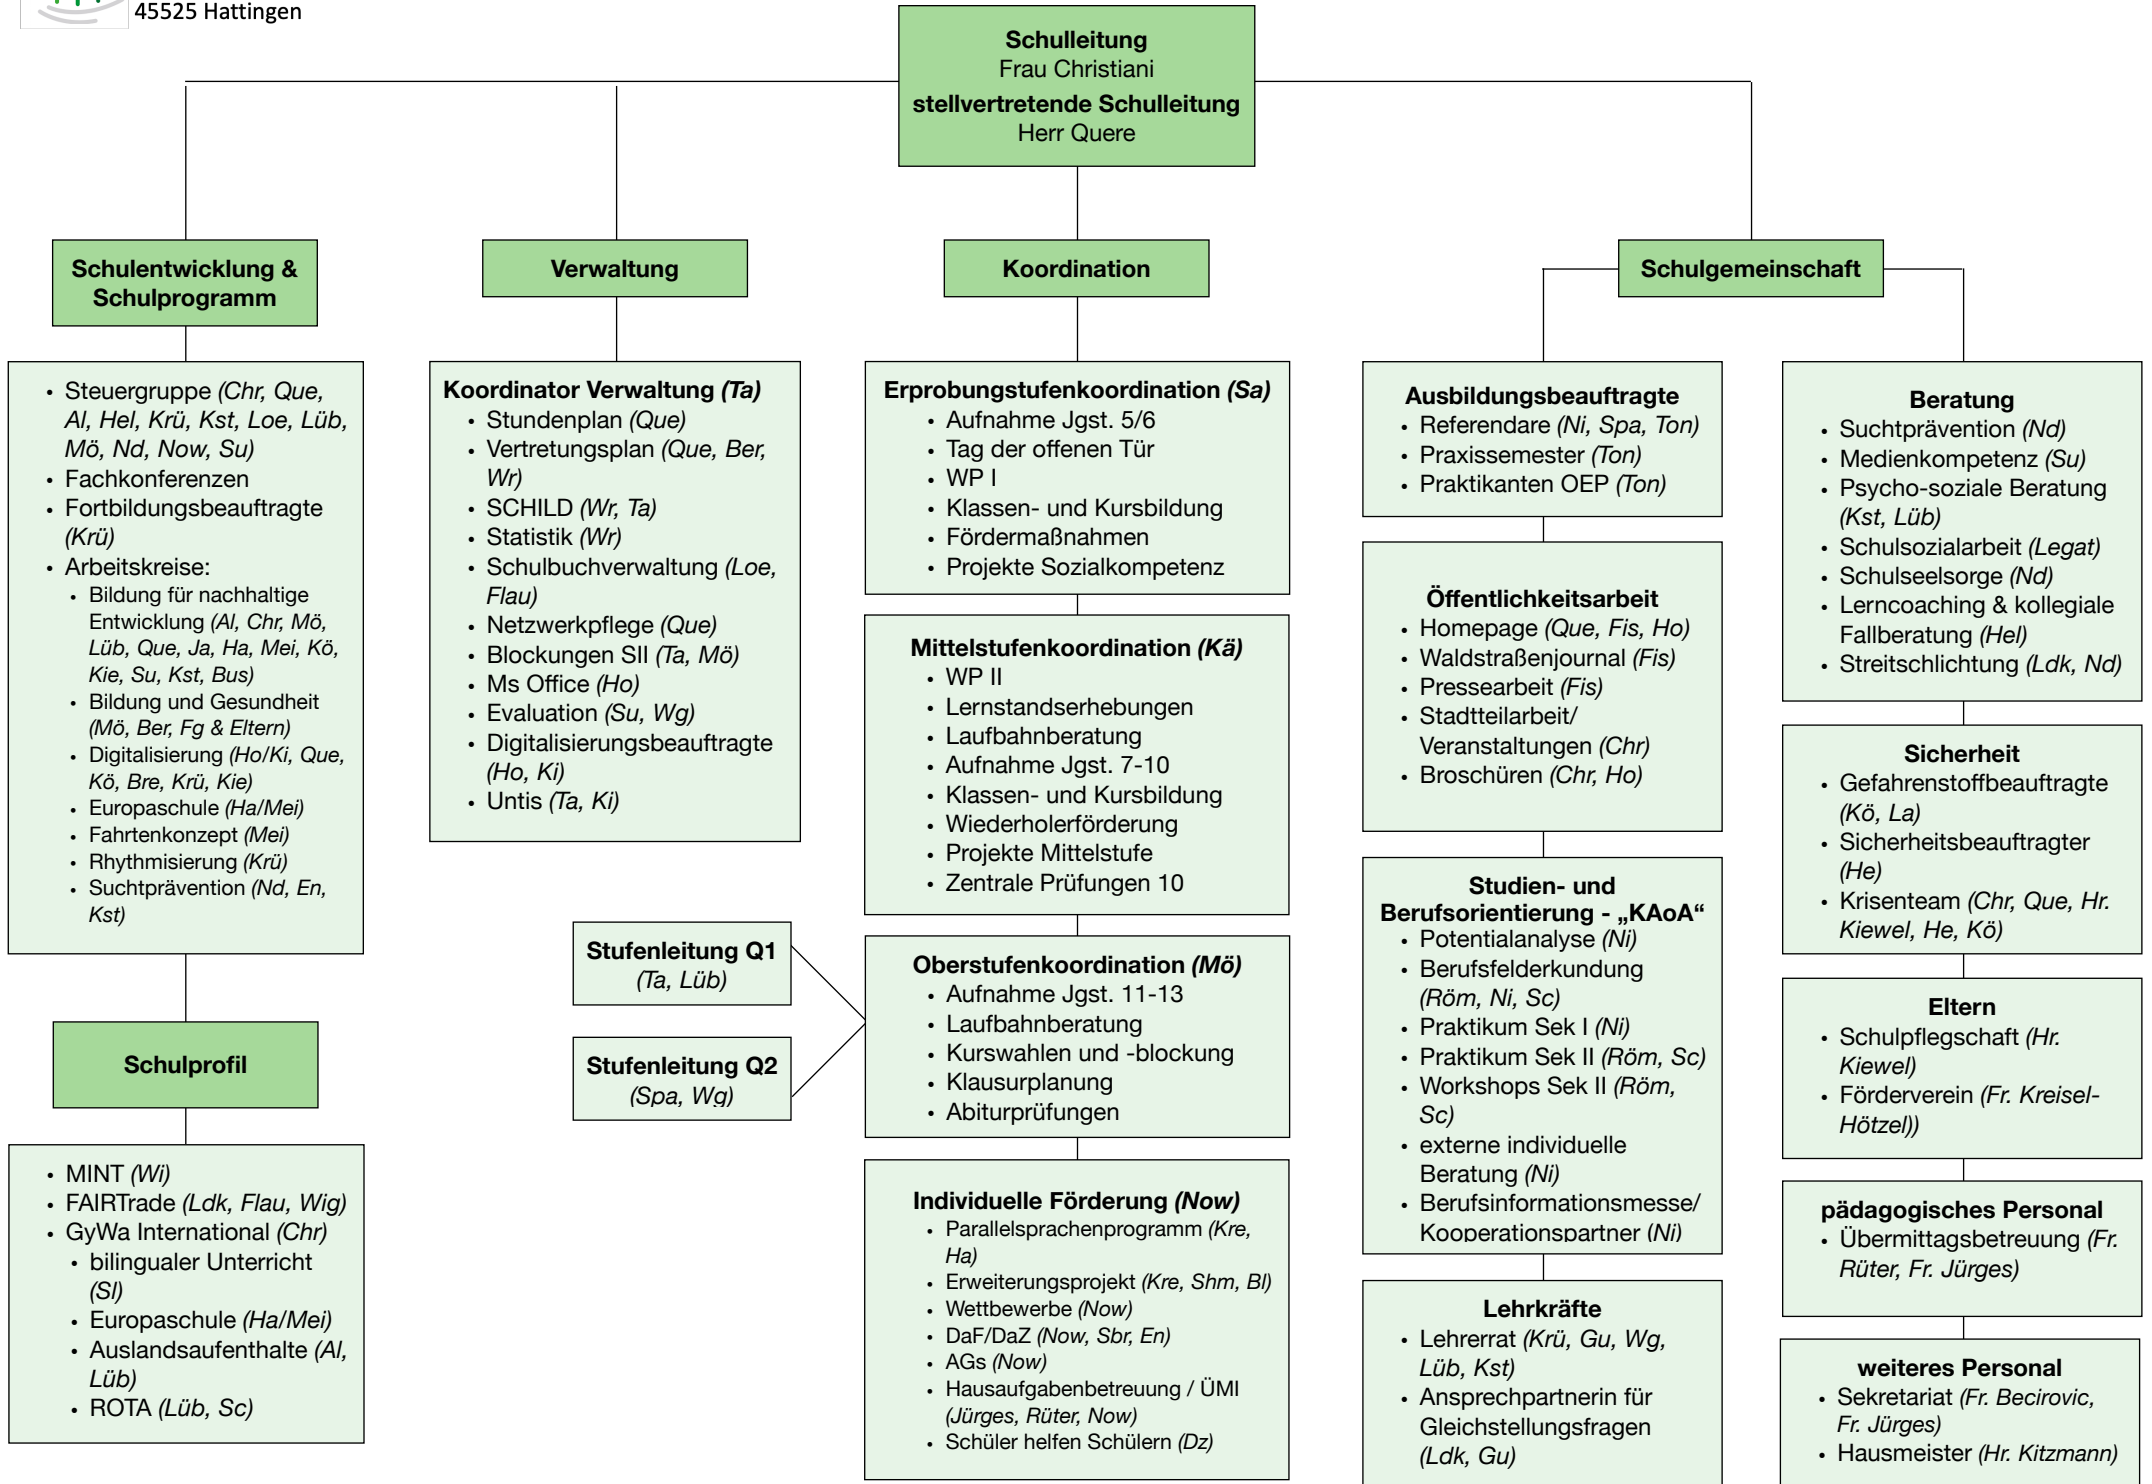 45525 Hattingen
Schulleitung
Frau Christiani
stellvertretende Schulleitung
Herr Quere
Schulentwicklung &
Schulprogramm
Verwaltung
Koordination
Schulgemeinschaft
• Steuergruppe (Chr, Que,
Al, Hel, Krü, Kst, Loe, Lüb,
Mö, Nd, Now, Su)
• Fachkonferenzen
• Fortbildungsbeauftragte
(Krü)
• Arbeitskreise:
• Bildung für nachhaltige
Entwicklung (Al, Chr, Mö,
Lüb, Que, Ja, Ha, Mei, Kö,
Kie, Su, Kst, Bus)
• Bildung und Gesundheit
(Mö, Ber, Fg & Eltern)
• Digitalisierung (Ho/Ki, Que,
Kö, Bre, Krü, Kie)
• Europaschule (Ha/Mei)
• Fahrtenkonzept (Mei)
• Rhythmisierung (Krü)
• Suchtprävention (Nd, En,
Kst)
Schulprofil
• MINT (Wi)
• FAIRTrade (Ldk, Flau, Wig)
• GyWa International (Chr)
• bilingualer Unterricht
(Sl)
• Europaschule (Ha/Mei)
• Auslandsaufenthalte (Al,
Lüb)
• ROTA (Lüb, Sc)
Koordinator Verwaltung (Ta)
• Stundenplan (Que)
• Vertretungsplan (Que, Ber,
Wr)
• SCHILD (Wr, Ta)
• Statistik (Wr)
• Schulbuchverwaltung (Loe,
Flau)
• Netzwerkpflege (Que)
• Blockungen SII (Ta, Mö)
• Ms Office (Ho)
• Evaluation (Su, Wg)
• Digitalisierungsbeauftragte
(Ho, Ki)
• Untis (Ta, Ki)
Stufenleitung Q1
(Ta, Lüb)
Stufenleitung Q2
(Spa, Wg)
Erprobungstufenkoordination (Sa)
• Aufnahme Jgst. 5/6
• Tag der offenen Tür
• WP I
• Klassen- und Kursbildung
• Fördermaßnahmen
• Projekte Sozialkompetenz
Mittelstufenkoordination (Kä)
• WP II
• Lernstandserhebungen
• Laufbahnberatung
• Aufnahme Jgst. 7-10
• Klassen- und Kursbildung
• Wiederholerförderung
• Projekte Mittelstufe
• Zentrale Prüfungen 10
Oberstufenkoordination (Mö)
• Aufnahme Jgst. 11-13
• Laufbahnberatung
• Kurswahlen und -blockung
• Klausurplanung
• Abiturprüfungen
Individuelle Förderung (Now)
• Parallelsprachenprogramm (Kre,
Ha)
• Erweiterungsprojekt (Kre, Shm, Bl)
• Wettbewerbe (Now)
• DaF/DaZ (Now, Sbr, En)
• AGs (Now)
• Hausaufgabenbetreuung / ÜMI
(Jürges, Rüter, Now)
• Schüler helfen Schülern (Dz)
Ausbildungsbeauftragte
• Referendare (Ni, Spa, Ton)
• Praxissemester (Ton)
• Praktikanten OEP (Ton)
Öffentlichkeitsarbeit
• Homepage (Que, Fis, Ho)
• Waldstraßenjournal (Fis)
• Pressearbeit (Fis)
• Stadtteilarbeit/
Veranstaltungen (Chr)
• Broschüren (Chr, Ho)
Studien- und
Berufsorientierung - „KAoA“
• Potentialanalyse (Ni)
• Berufsfelderkundung
(Röm, Ni, Sc)
• Praktikum Sek I (Ni)
• Praktikum Sek II (Röm, Sc)
• Workshops Sek II (Röm,
Sc)
• externe individuelle
Beratung (Ni)
• Berufsinformationsmesse/
Kooperationspartner (Ni)
Lehrkräfte
• Lehrerrat (Krü, Gu, Wg,
Lüb, Kst)
• Ansprechpartnerin für
Gleichstellungsfragen
(Ldk, Gu)
Beratung
• Suchtprävention (Nd)
• Medienkompetenz (Su)
• Psycho-soziale Beratung
(Kst, Lüb)
• Schulsozialarbeit (Legat)
• Schulseelsorge (Nd)
• Lerncoaching & kollegiale
Fallberatung (Hel)
• Streitschlichtung (Ldk, Nd)
Sicherheit
• Gefahrenstoffbeauftragte
(Kö, La)
• Sicherheitsbeauftragter
(He)
• Krisenteam (Chr, Que, Hr.
Kiewel, He, Kö)
Eltern
• Schulpflegschaft (Hr.
Kiewel)
• Förderverein (Fr. Kreisel-
Hötzel))
pädagogisches Personal
• Übermittagsbetreuung (Fr.
Rüter, Fr. Jürges)
weiteres Personal
• Sekretariat (Fr. Becirovic,
Fr. Jürges)
• Hausmeister (Hr. Kitzmann)